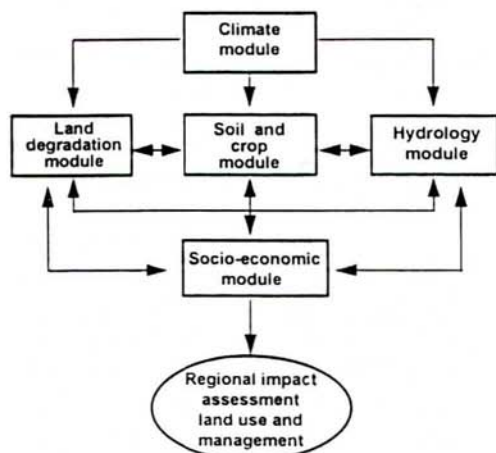 Climate
module
Land
degradation
module
Soil and
crop
module
Hydrology
module
Socio-economic
module
Regional impact
assessment
land use and
management